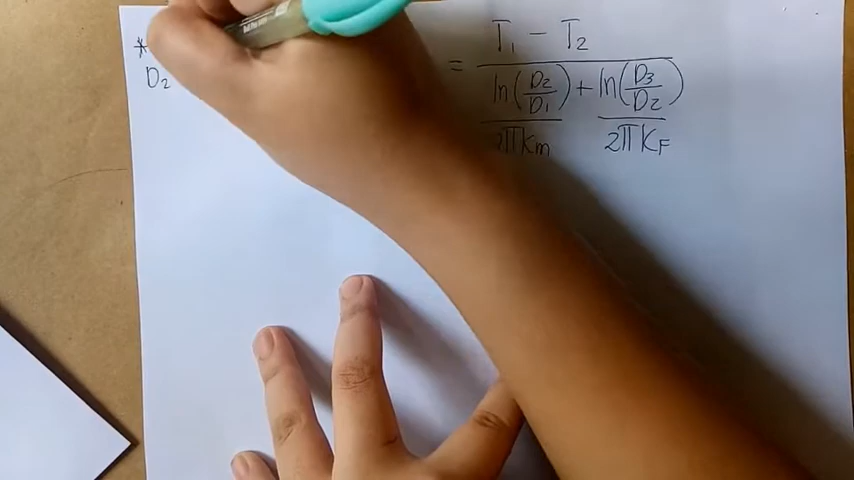 *
D₂
= T₁ - T₂
ln(D₂/D₁) + ln(D₃/D₂)
2πKm 2πKF